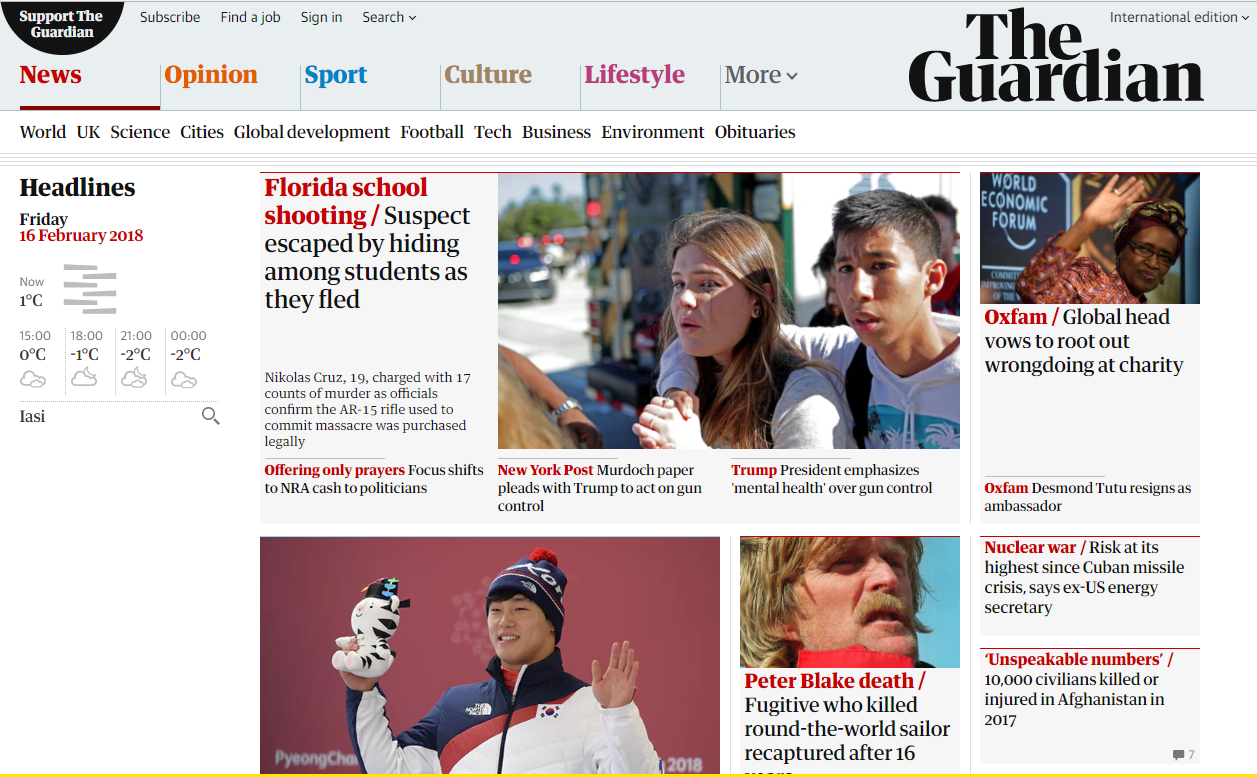 Support The
Guardian
Subscribe Find a job Sign in Search
International edition
The
Guardian
News Opinion Sport Culture Lifestyle More
World UK Science Cities Global development Football Tech Business Environment Obituaries
Headlines
Friday
16 February 2018
Now
1°C
15:00 18:00 21:00 00:00
0°C -1°C -2°C -2°C
Iasi
Florida school
shooting / Suspect
escaped by hiding
among students as
they fled
Nikolas Cruz, 19, charged with 17
counts of murder as officials
confirm the AR-15 rifle used to
commit massacre was purchased
legally
Offering only prayers Focus shifts
to NRA cash to politicians
New York Post Murdoch paper
pleads with Trump to act on gun
control
Trump President emphasizes
'mental health' over gun control
WORLD
ECONOMIC
FORUM
Oxfam / Global head
vows to root out
wrongdoing at charity
Oxfam Desmond Tutu resigns as
ambassador
THE
NORTH
FACE
PyeongCha
2018
Peter Blake death /
Fugitive who killed
round-the-world sailor
recaptured after 16
years
Nuclear war / Risk at its
highest since Cuban missile
crisis, says ex-US energy
secretary
‘Unspeakable numbers’ /
10,000 civilians killed or
injured in Afghanistan in
2017
7